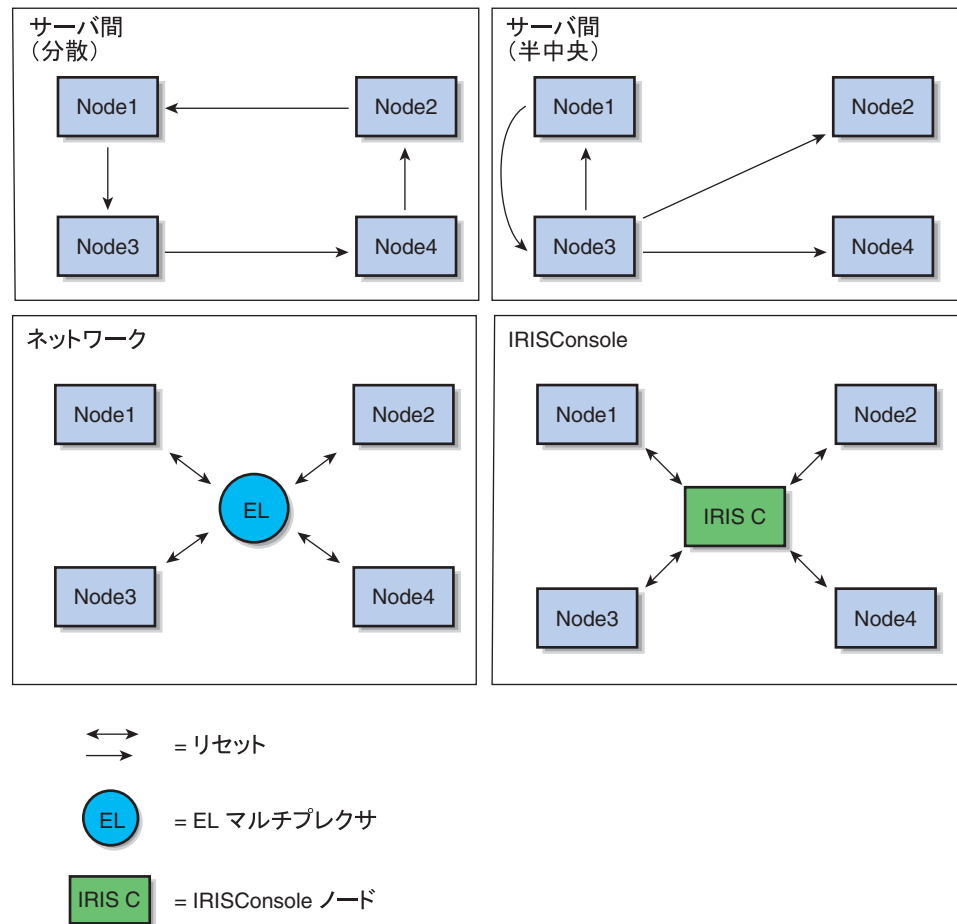 サーバ間
（分散）
Node1
Node2
Node3
Node4
サーバ間
（半中央）
Node1
Node2
Node3
Node4
ネットワーク
Node1
Node2
EL
Node3
Node4
IRISConsole
Node1
Node2
IRIS C
Node3
Node4
= リセット
EL = EL マルチプレクサ
IRIS C = IRISConsole ノード